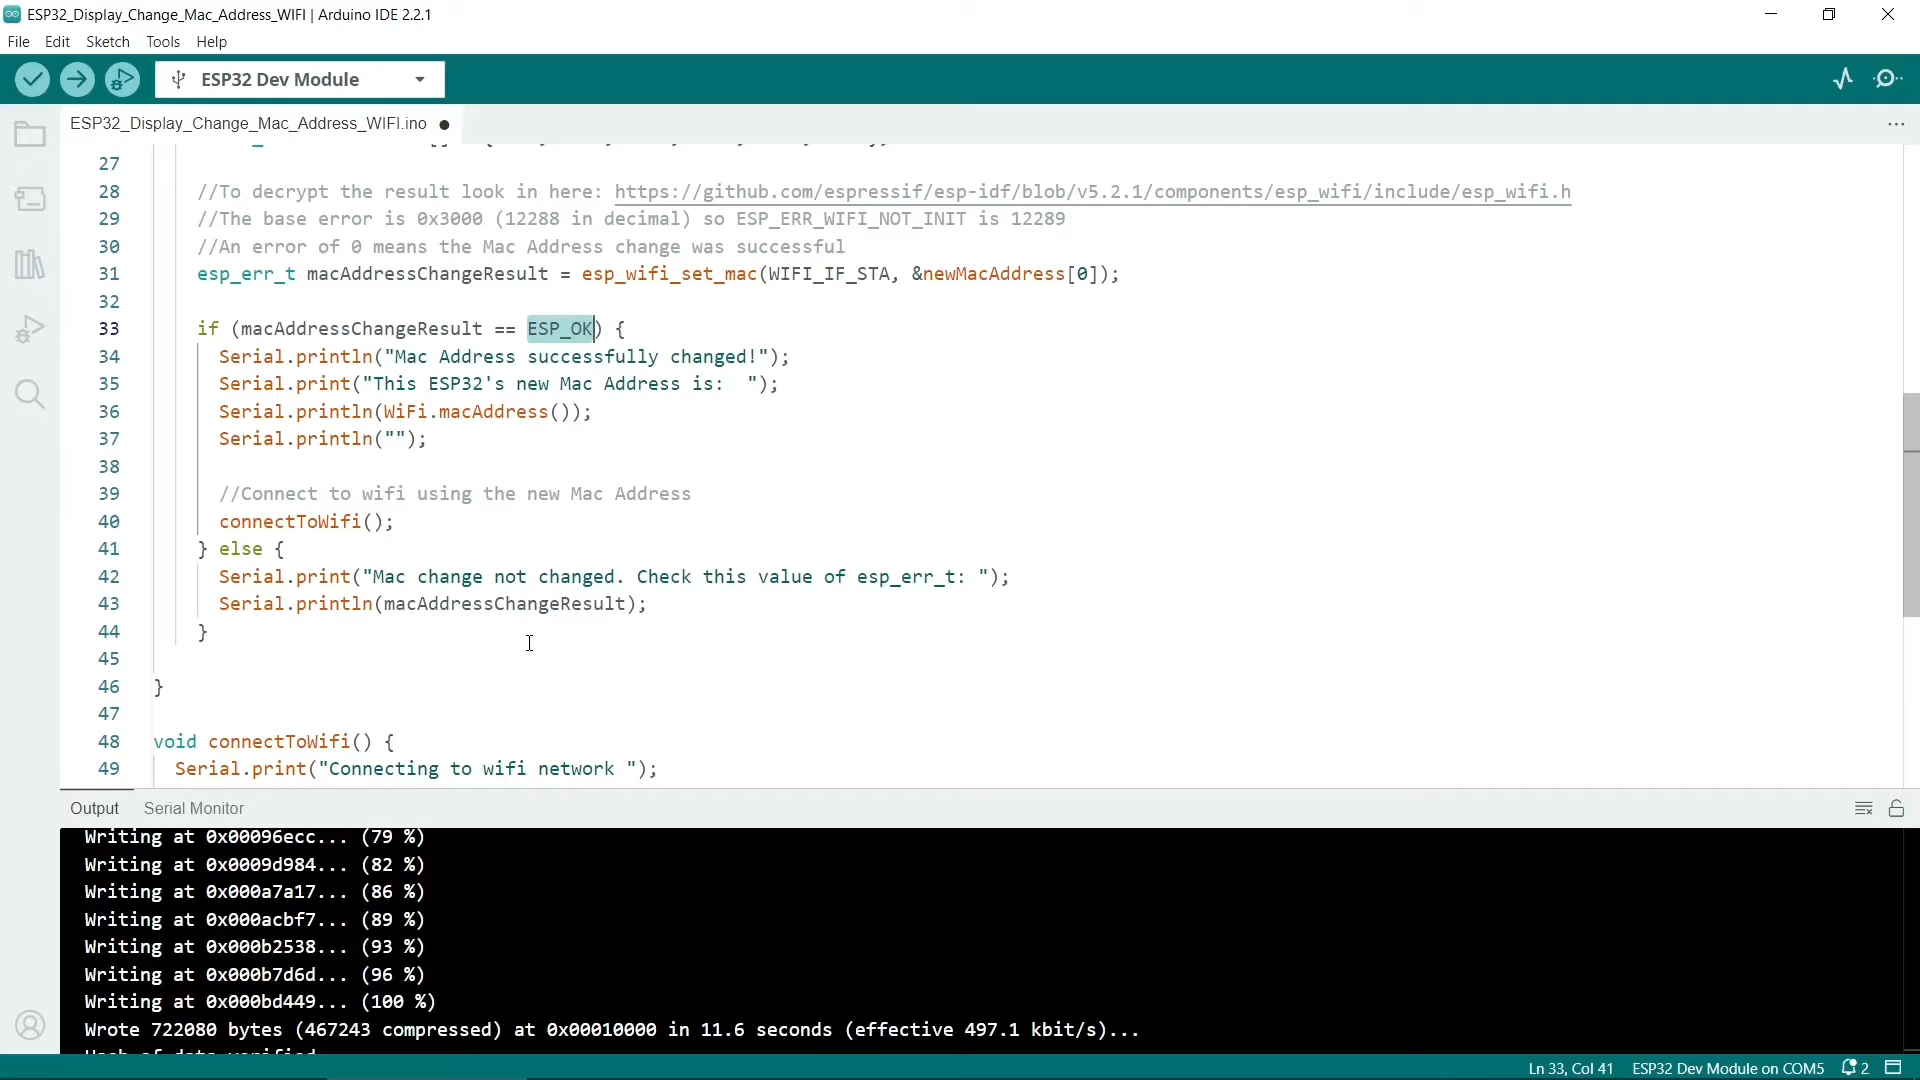 ESP32_Display_Change_Mac_Address_WIFI | Arduino IDE 2.2.1
File Edit Sketch Tools Help
ESP32 Dev Module
ESP32_Display_Change_Mac_Address_WIFI.ino
27
28 //To decrypt the result look in here: https://github.com/espressif/esp-idf/blob/v5.2.1/components/esp_wifi/include/esp_wifi.h
29 //The base error is 0x3000 (12288 in decimal) so ESP_ERR_WIFI_NOT_INIT is 12289
30 //An error of 0 means the Mac Address change was successful
31 esp_err_t macAddressChangeResult = esp_wifi_set_mac(WIFI_IF_STA, &newMacAddress[0]);
32
33 if (macAddressChangeResult == ESP_OK) {
34 Serial.println("Mac Address successfully changed!");
35 Serial.print("This ESP32's new Mac Address is:  ");
36 Serial.println(WiFi.macAddress());
37 Serial.println("");
38
39 //Connect to wifi using the new Mac Address
40 connectToWifi();
41 } else {
42 Serial.print("Mac change not changed. Check this value of esp_err_t: ");
43 Serial.println(macAddressChangeResult);
44 }
45
46 }
47
48 void connectToWifi() {
49 Serial.print("Connecting to wifi network ");
Output Serial Monitor
Writing at 0x00096ecc... (79 %)
Writing at 0x0009d984... (82 %)
Writing at 0x000a7a17... (86 %)
Writing at 0x000acbf7... (89 %)
Writing at 0x000b2538... (93 %)
Writing at 0x000b7d6d... (96 %)
Writing at 0x000bd449... (100 %)
Wrote 722080 bytes (467243 compressed) at 0x00010000 in 11.6 seconds (effective 497.1 kbit/s)...
Hash of data verified
Ln 33, Col 41 ESP32 Dev Module on COM5 2